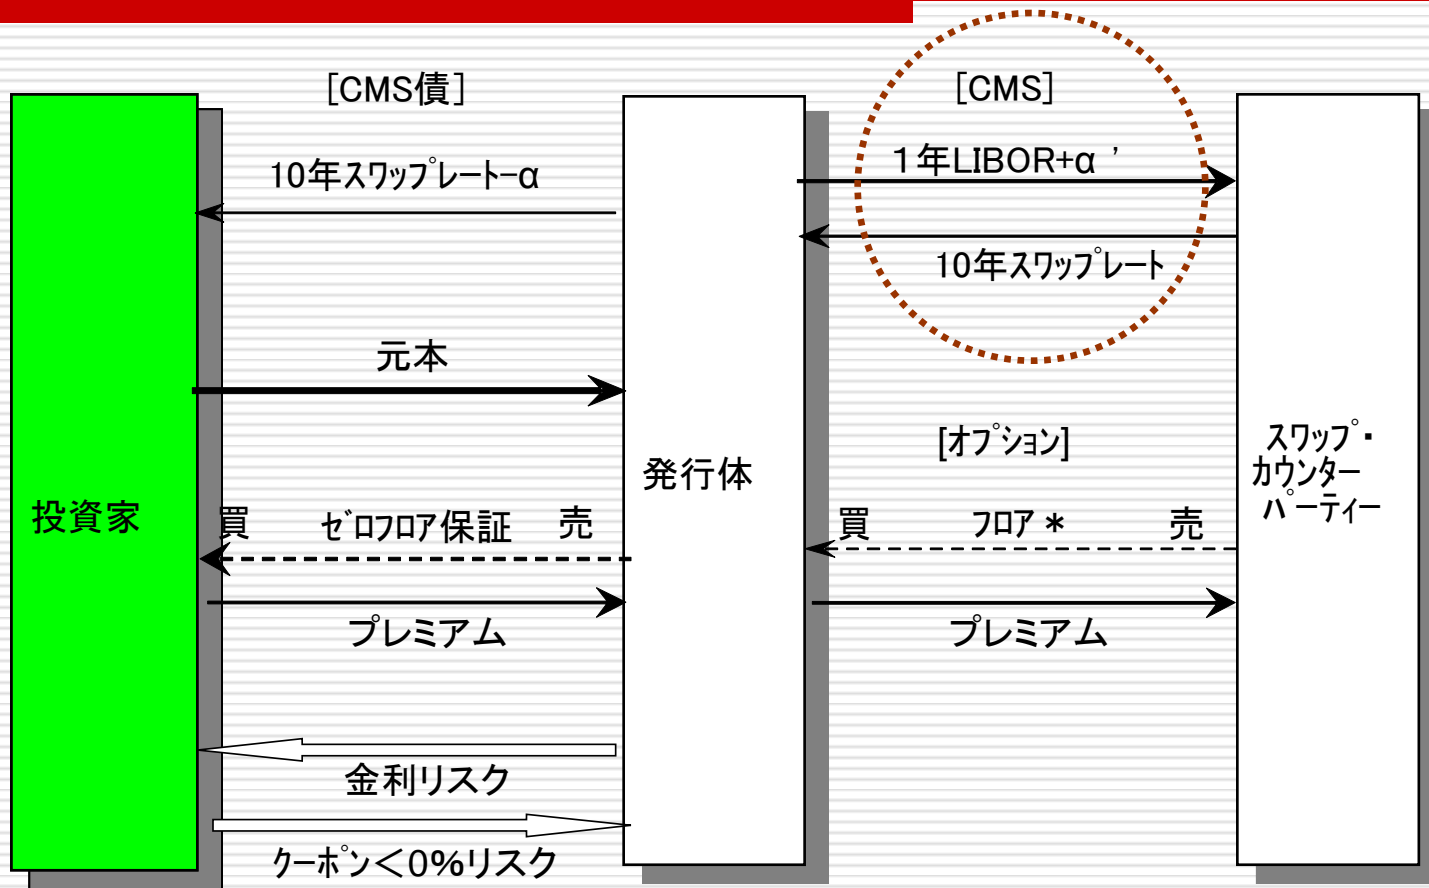 [CMS債]
[CMS]
10年ｽﾜｯﾌﾟﾚｰﾄ-α
１年LIBOR+α’
10年ｽﾜｯﾌﾟﾚｰﾄ
元本
[ｵﾌﾟｼｮﾝ]
投資家
発行体
ｽﾜｯﾌﾟ・
ｶｳﾝﾀｰ
ﾊﾟｰﾃｨｰ
買 ｾﾞﾛﾌﾛｱ保証 売
買 ﾌﾛｱ＊ 売
プレミアム
プレミアム
金利リスク
ｸｰﾎﾟﾝ＜0%リスク